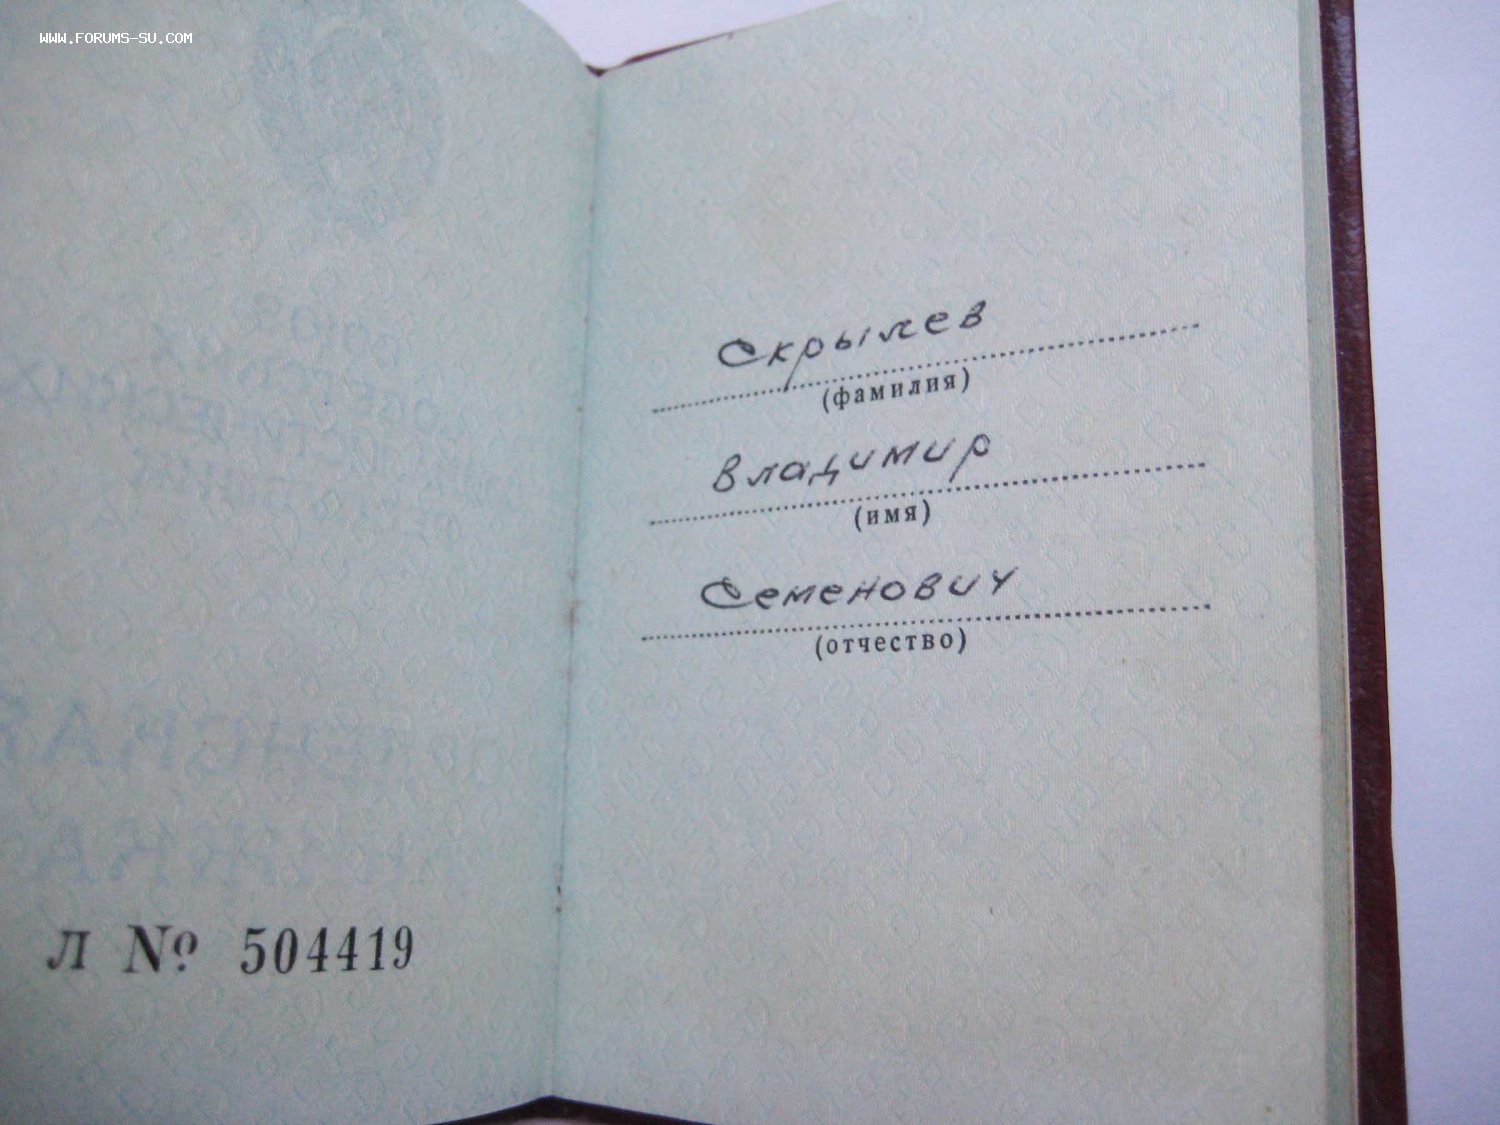 WWW.FORUMS-SU.COM
Л № 504419
Скрылев
(фамилия)
Владимир
(имя)
Семенович
(отчество)